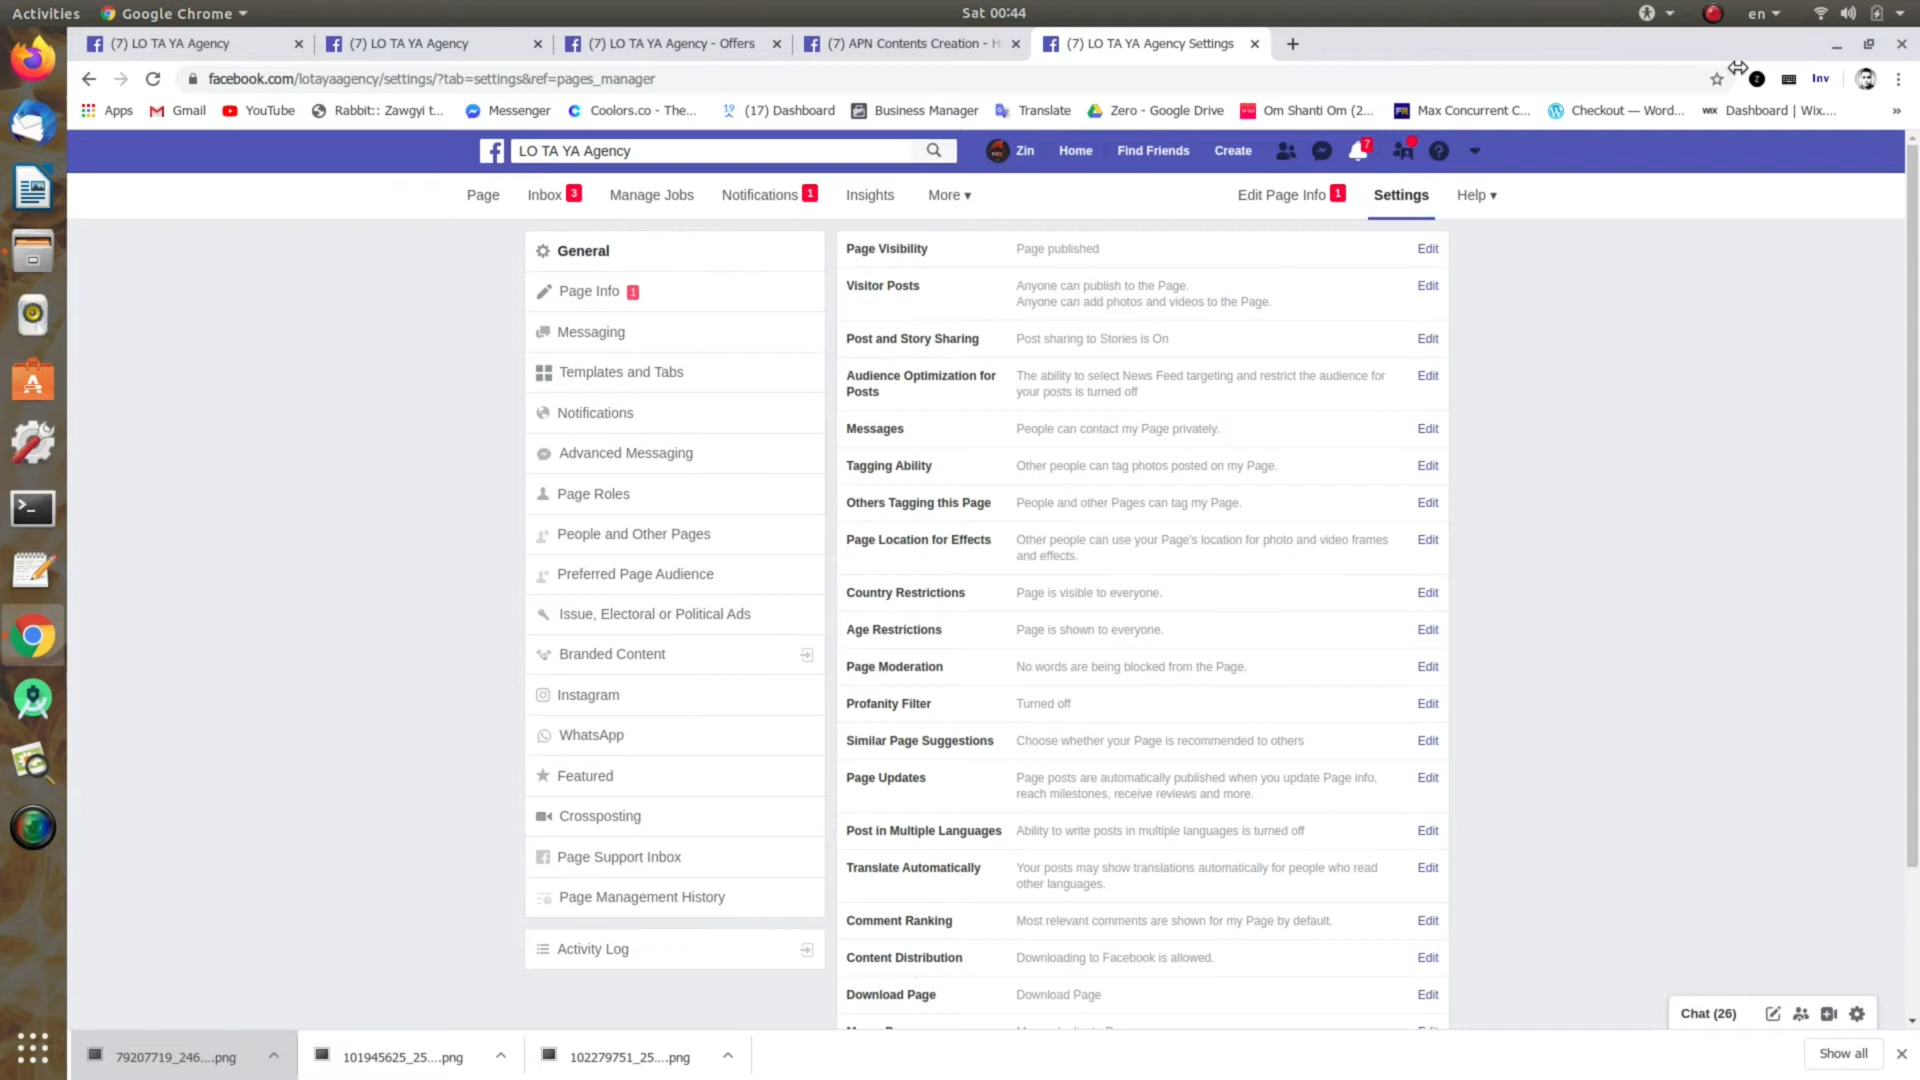 Activities
Google Chrome
Sat 00:44
en
(7) LO TA YA Agency
(7) LO TA YA Agency
(7) LO TA YA Agency - Offers
(7) APN Contents Creation - H
(7) LO TA YA Agency Settings
facebook.com/lotayaagency/settings/?tab=settings&ref=pages_manager
Inv
Apps
Gmail
YouTube
Rabbit:: Zawgyi t...
Messenger
Coolors.co - The...
(17) Dashboard
Business Manager
Translate
Zero - Google Drive
Om Shanti Om (2...
Max Concurrent C...
Checkout — Word...
WIX Dashboard | Wix....
LO TA YA Agency
Zin
Home
Find Friends
Create
7
Page
Inbox 3
Manage Jobs
Notifications 1
Insights
More
Edit Page Info 1
Settings
Help
General
Page Info 1
Messaging
Templates and Tabs
Notifications
Advanced Messaging
Page Roles
People and Other Pages
Preferred Page Audience
Issue, Electoral or Political Ads
Branded Content
Instagram
WhatsApp
Featured
Crossposting
Page Support Inbox
Page Management History
Activity Log
Page Visibility Page published Edit
Visitor Posts Anyone can publish to the Page. Edit
Anyone can add photos and videos to the Page.
Post and Story Sharing Post sharing to Stories is On Edit
Audience Optimization for The ability to select News Feed targeting and restrict the audience for Edit
Posts your posts is turned off
Messages People can contact my Page privately. Edit
Tagging Ability Other people can tag photos posted on my Page. Edit
Others Tagging this Page People and other Pages can tag my Page. Edit
Page Location for Effects Other people can use your Page's location for photo and video frames Edit
and effects.
Country Restrictions Page is visible to everyone. Edit
Age Restrictions Page is shown to everyone. Edit
Page Moderation No words are being blocked from the Page. Edit
Profanity Filter Turned off Edit
Similar Page Suggestions Choose whether your Page is recommended to others Edit
Page Updates Page posts are automatically published when you update Page info, Edit
reach milestones, receive reviews and more.
Post in Multiple Languages Ability to write posts in multiple languages is turned off Edit
Translate Automatically Your posts may show translations automatically for people who read Edit
other languages.
Comment Ranking Most relevant comments are shown for my Page by default. Edit
Content Distribution Downloading to Facebook is allowed. Edit
Download Page Download Page Edit
Chat (26)
79207719_246....png
101945625_25....png
102279751_25....png
Show all